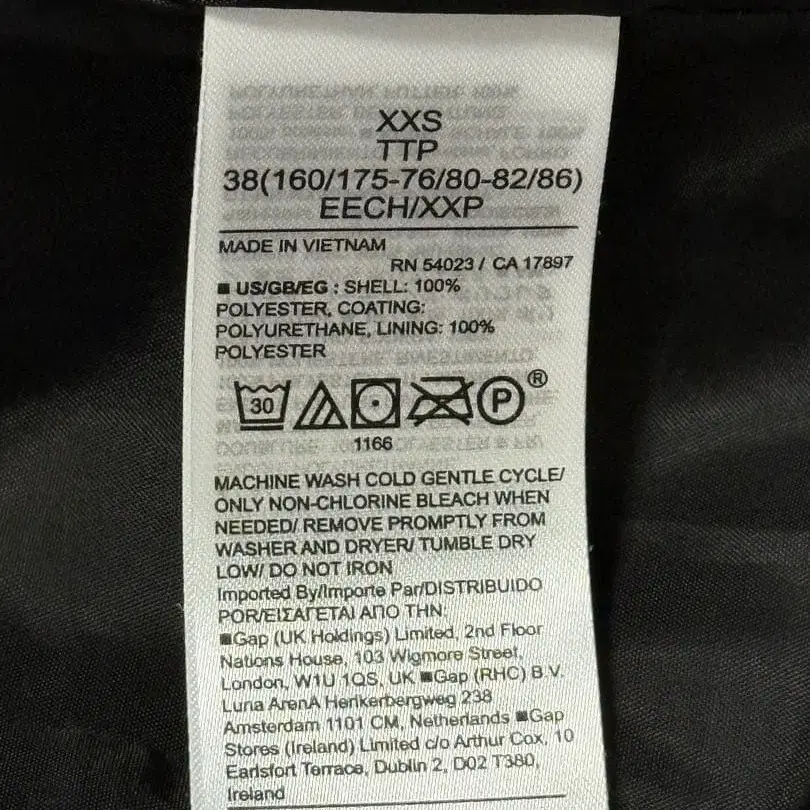 XXS
TTP
38(160/175-76/80-82/86)
EECH/XXP
MADE IN VIETNAM
RN 54023 / CA 17897
■ US/GB/EG : SHELL: 100%
POLYESTER, COATING:
POLYURETHANE, LINING: 100%
POLYESTER
30 P ®
1166
MACHINE WASH COLD GENTLE CYCLE/
ONLY NON-CHLORINE BLEACH WHEN
NEEDED/ REMOVE PROMPTLY FROM
WASHER AND DRYER/ TUMBLE DRY
LOW/ DO NOT IRON
Imported By/Importe Par/DISTRIBUIDO
POR/ΕΙΣΑΓΕΤΑΙ ΑΠΟ ΤΗΝ:
■Gap (UK Holdings) Limited, 2nd Floor
Nations House, 103 Wigmore Street,
London, W1U 1QS, UK ■Gap (RHC) B.V.
Luna ArenA Herikerbergweg 238
Amsterdam 1101 CM, Netherlands ■Gap
Stores (Ireland) Limited c/o Arthur Cox, 10
Earlsfort Terrace, Dublin 2, D02 T380,
Ireland